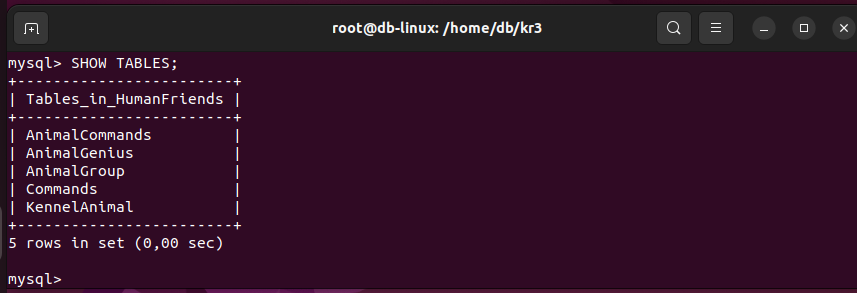 root@db-linux: /home/db/kr3
mysql> SHOW TABLES;
+------------------------+
| Tables_in_HumanFriends |
+------------------------+
| AnimalCommands         |
| AnimalGenius           |
| AnimalGroup            |
| Commands               |
| KennelAnimal           |
+------------------------+
5 rows in set (0,00 sec)
mysql>